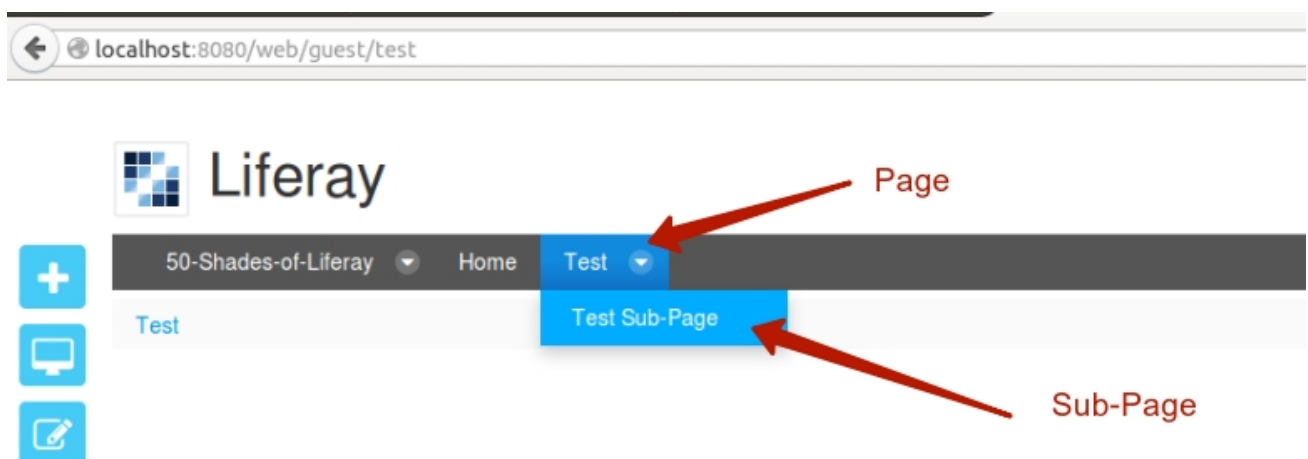 localhost:8080/web/guest/test
Liferay
Page
50-Shades-of-Liferay Home Test
Test Test Sub-Page
Sub-Page